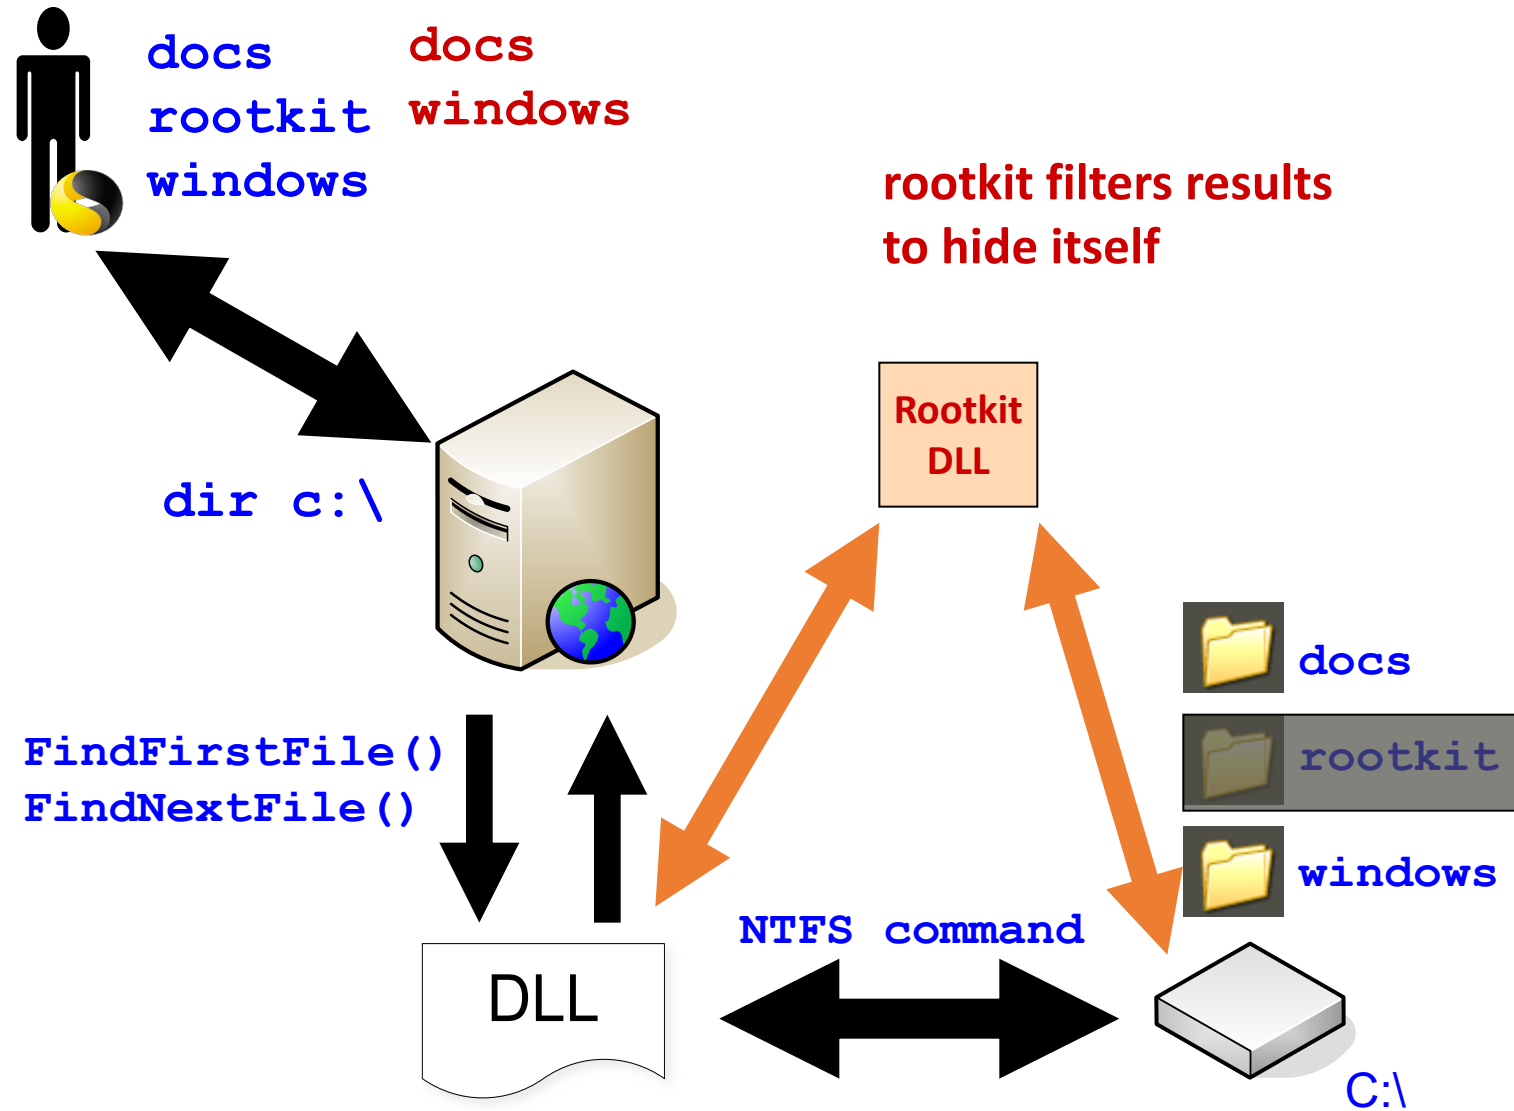 docs
rootkit
windows
docs
windows
rootkit filters results
to hide itself
Rootkit
DLL
dir c:\
docs
rootkit
windows
FindFirstFile()
FindNextFile()
NTFS command
DLL
C:\